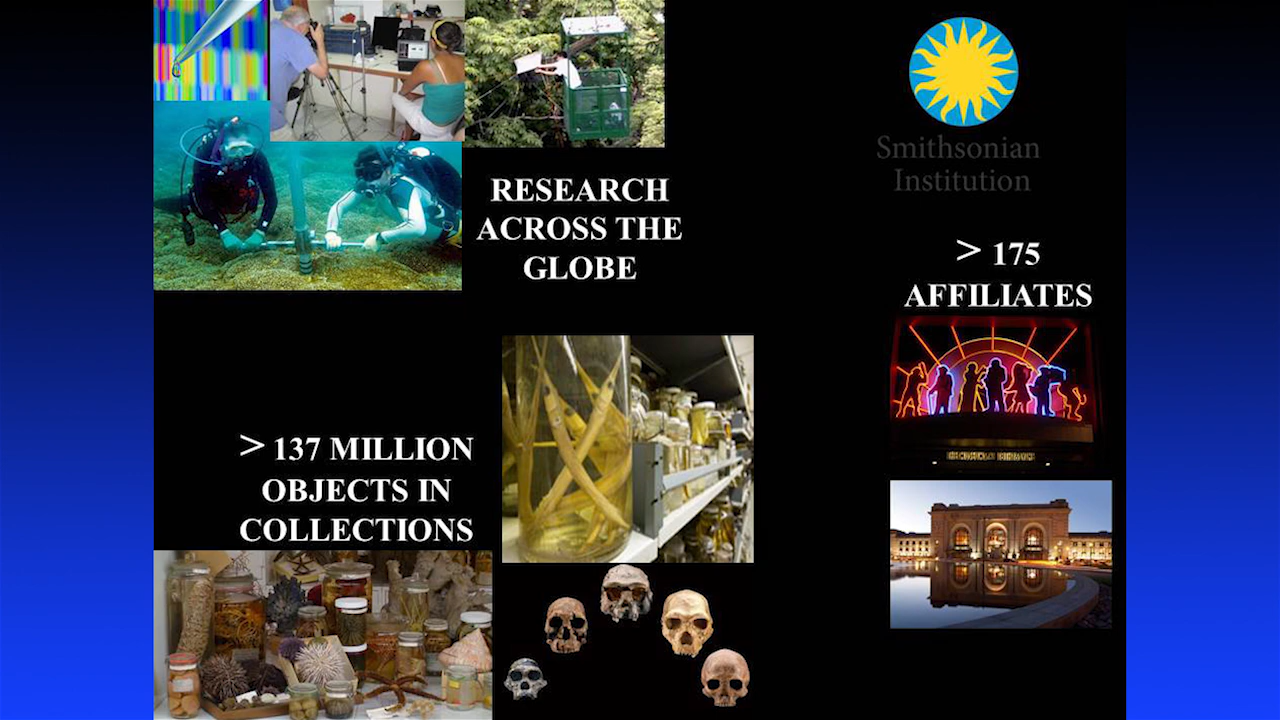 Smithsonian
Institution
RESEARCH
ACROSS THE
GLOBE
> 175
AFFILIATES
> 137 MILLION
OBJECTS IN
COLLECTIONS